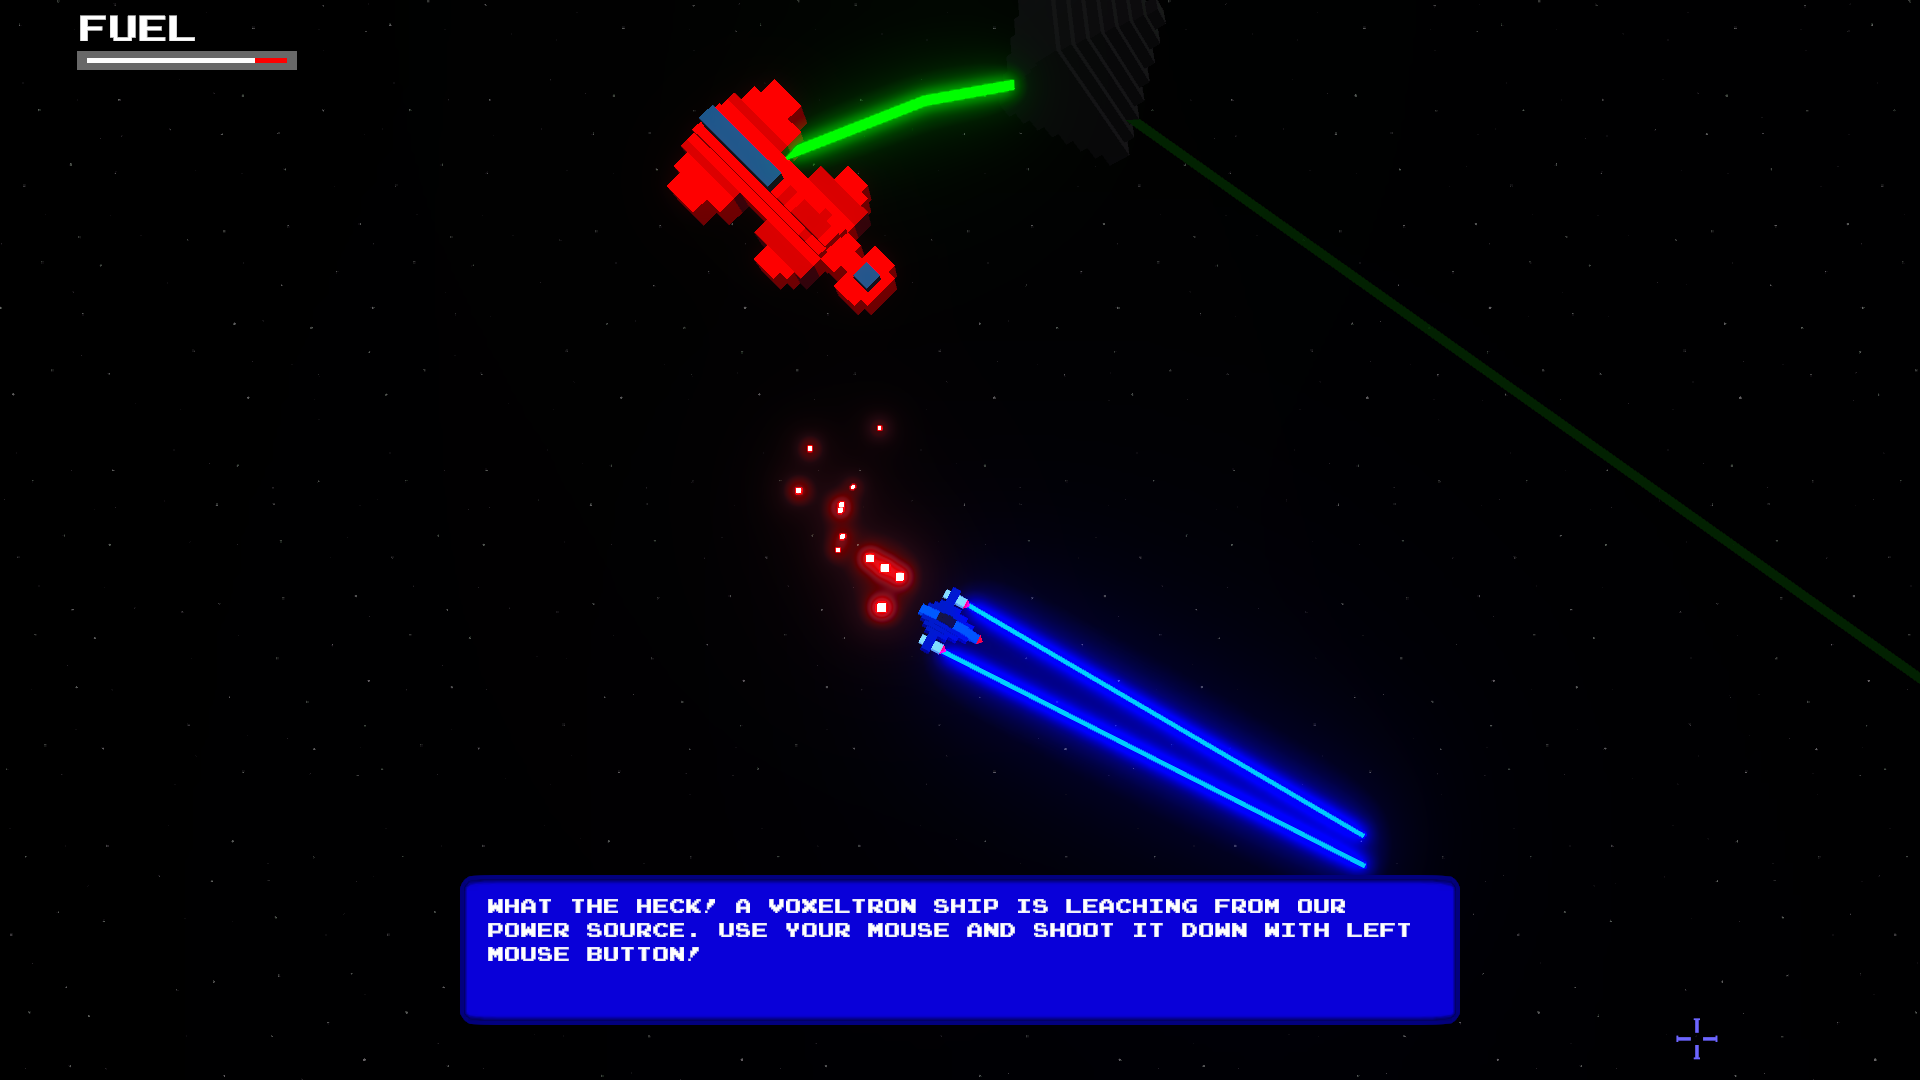 FUEL
WHAT THE HECK! A VOXELTRON SHIP IS LEACHING FROM OUR
POWER SOURCE. USE YOUR MOUSE AND SHOOT IT DOWN WITH LEFT
MOUSE BUTTON!